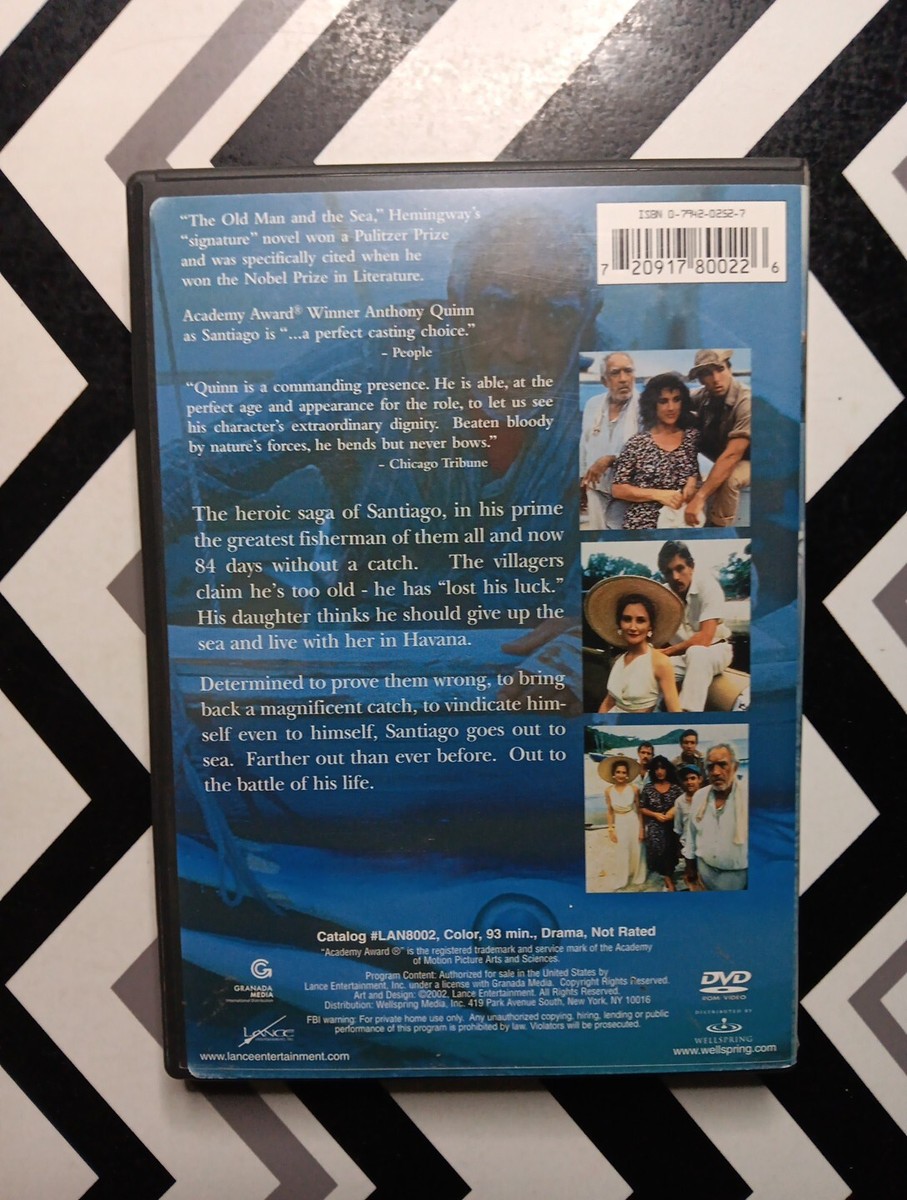 "The Old Man and the Sea," Hemingway's
"signature" novel won a Pulitzer Prize
and was specifically cited when he
won the Nobel Prize in Literature.
ISBN 0-7942-0252-7
7 20917 80022 6
Academy Award® Winner Anthony Quinn
as Santiago is "...a perfect casting choice."
- People
"Quinn is a commanding presence. He is able, at the
perfect age and appearance for the role, to let us see
his character's extraordinary dignity. Beaten bloody
by nature's forces, he bends but never bows."
- Chicago Tribune
The heroic saga of Santiago, in his prime
the greatest fisherman of them all and now
84 days without a catch. The villagers
claim he's too old - he has "lost his luck."
His daughter thinks he should give up the
sea and live with her in Havana.
Determined to prove them wrong, to bring
back a magnificent catch, to vindicate him-
self even to himself, Santiago goes out to
sea. Farther out than ever before. Out to
the battle of his life.
Catalog #LAN8002, Color, 93 min., Drama, Not Rated
"Academy Award ®" is the registered trademark and service mark of the Academy
of Motion Picture Arts and Sciences.
Program Content: Authorized for sale in the United States by
Lance Entertainment, Inc. under a license with Granada Media. Copyright Rights Reserved.
Art and Design: ©2002, Lance Entertainment. All Rights Reserved.
Distribution: Wellspring Media, Inc. 419 Park Avenue South, New York, NY 10016
FBI warning: For private home use only. Any unauthorized copying, hiring, lending or public
performance of this program is prohibited by law. Violators will be prosecuted.
GRANADA
MEDIA
International Distribution
LANCE
Entertainment, Inc.
www.lanceentertainment.com
DVD
ROM VIDEO
DISTRIBUTED BY
WELLSPRING
www.wellspring.com